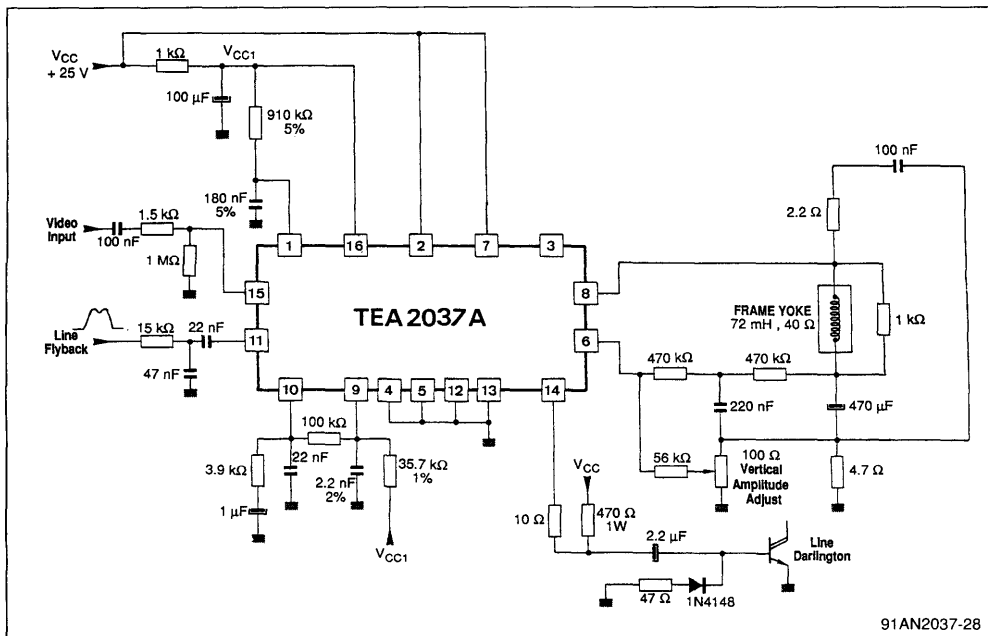 VCC
+ 25 V
1 kΩ
VCC1
100 μF
910 kΩ
5%
180 nF
5%
Video
Input
100 nF
1.5 kΩ
1 MΩ
Line
Flyback
15 kΩ
22 nF
47 nF
1
16
2
7
3
15
11
8
6
TEA2037A
10
9
4
5
12
13
14
100 kΩ
3.9 kΩ
22 nF
2.2 nF
2%
35.7 kΩ
1%
1 μF
VCC1
100 nF
2.2 Ω
FRAME YOKE
72 mH , 40 Ω
1 kΩ
470 kΩ
470 kΩ
220 nF
470 μF
56 kΩ
100 Ω
Vertical
Amplitude
Adjust
4.7 Ω
VCC
10 Ω
470 Ω
1W
2.2 μF
Line
Darlington
47 Ω
1N4148
91AN2037-28